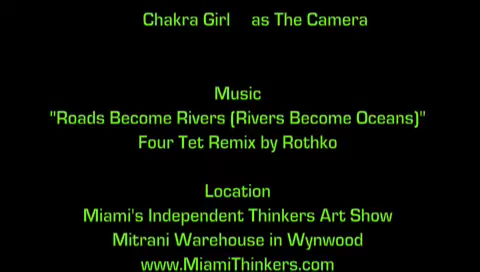 Chakra Girl as The Camera
Music
"Roads Become Rivers (Rivers Become Oceans)"
Four Tet Remix by Rothko
Location
Miami's Independent Thinkers Art Show
Mitrani Warehouse in Wynwood
www.MiamiThinkers.com